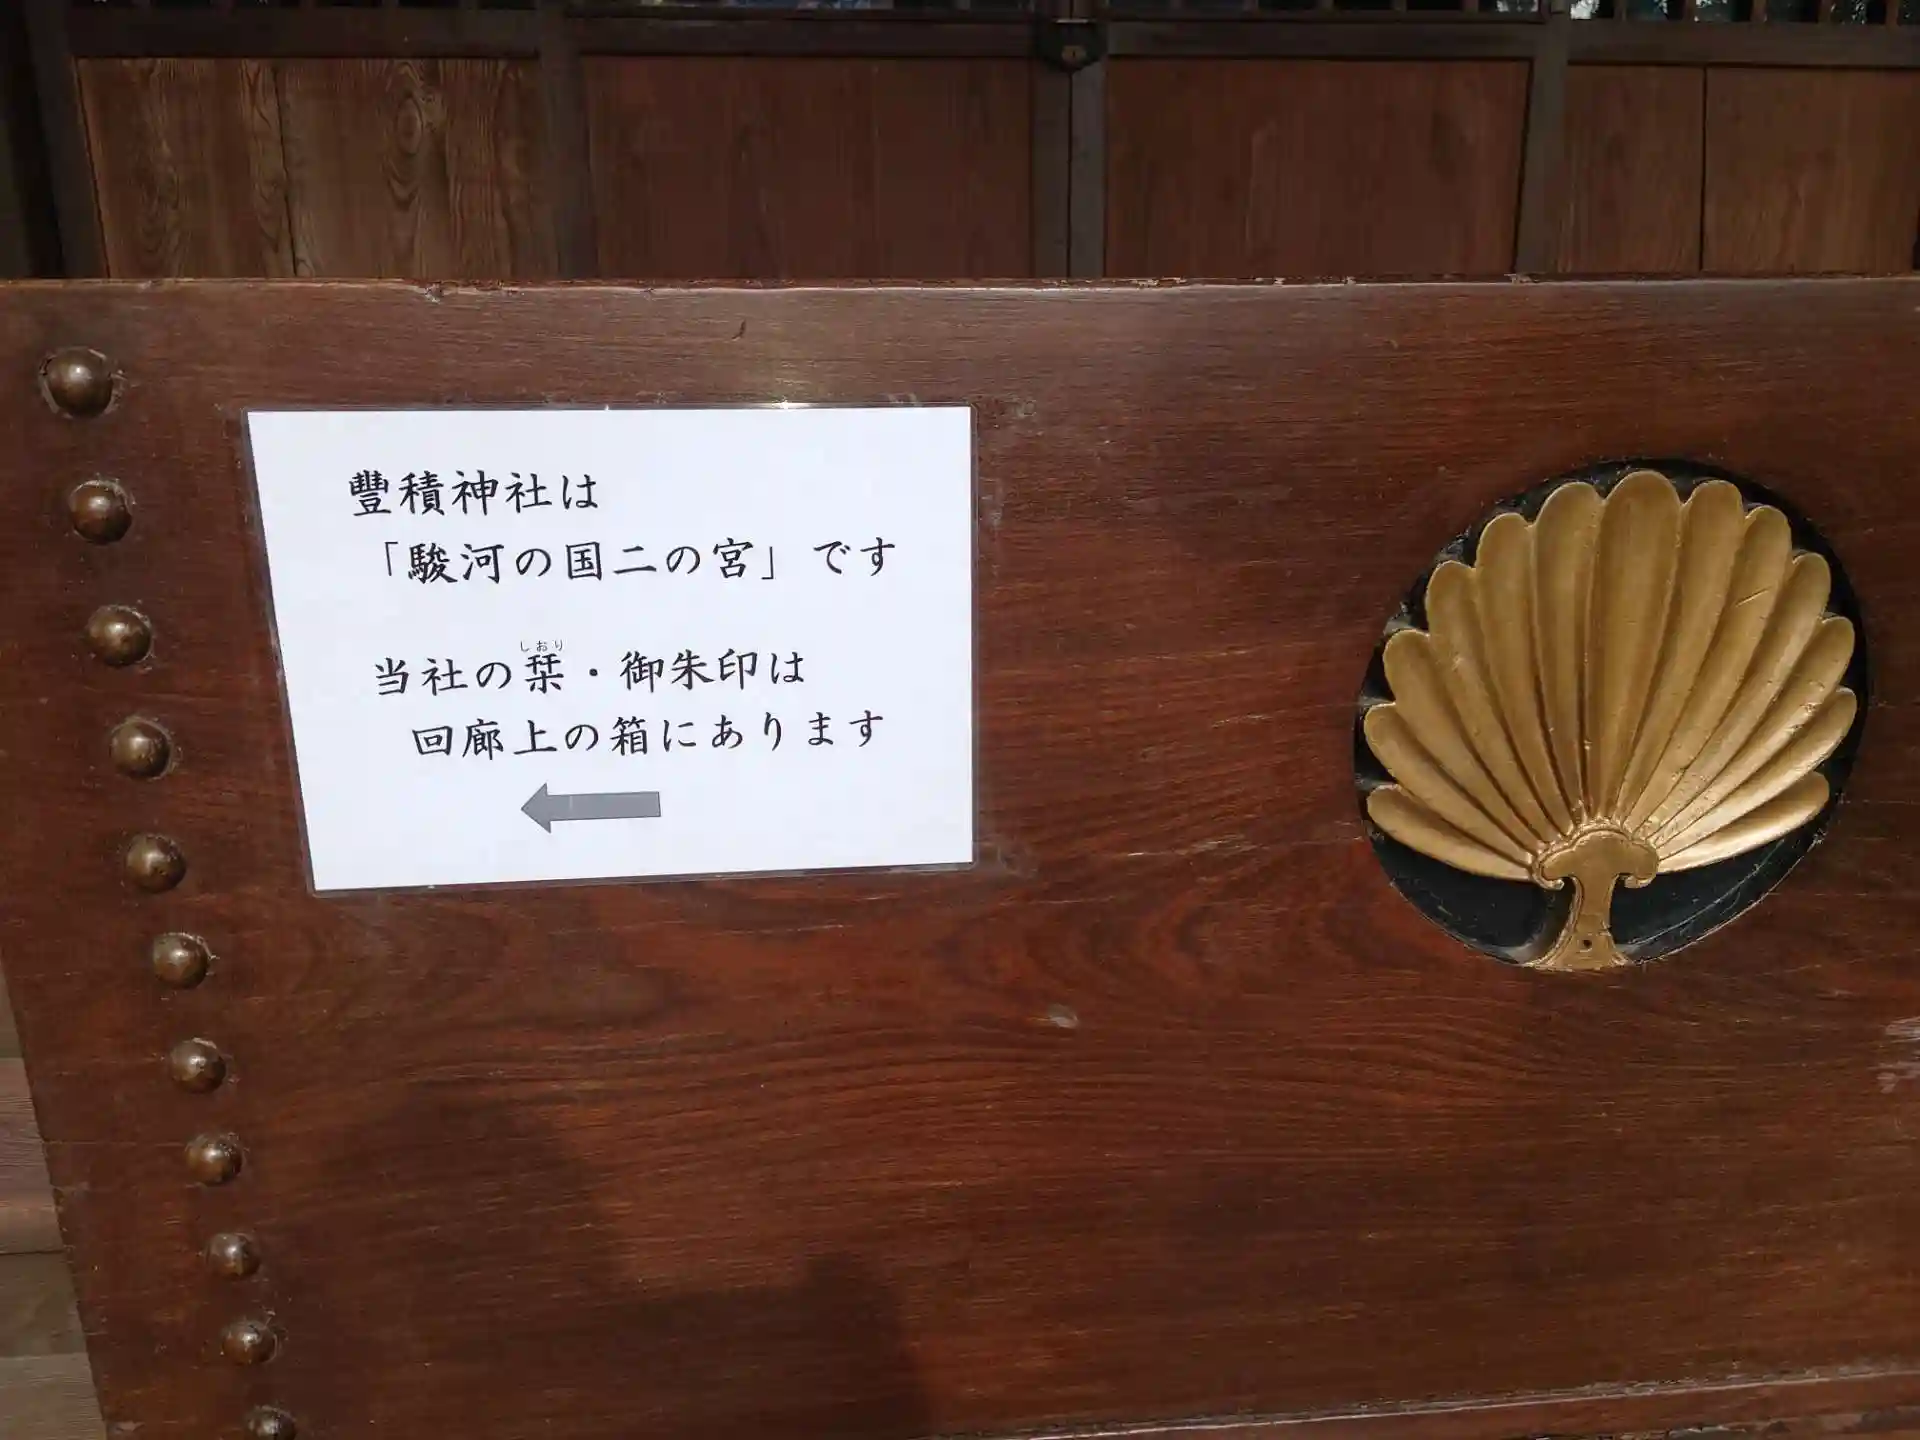 豐積神社は
「駿河の国二の宮」です
しおり
当社の栞・御朱印は
回廊上の箱にあります